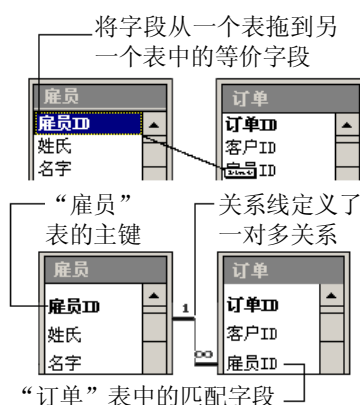 将字段从一个表拖到另
一个表中的等价字段
雇员
订单
雇员ID
姓氏
名字
订单ID
客户ID
ID
“雇员”
表的主键
关系线定义了
一对多关系
雇员
订单
雇员ID
姓氏
名字
1
∞
订单ID
客户ID
雇员ID
“订单”表中的匹配字段